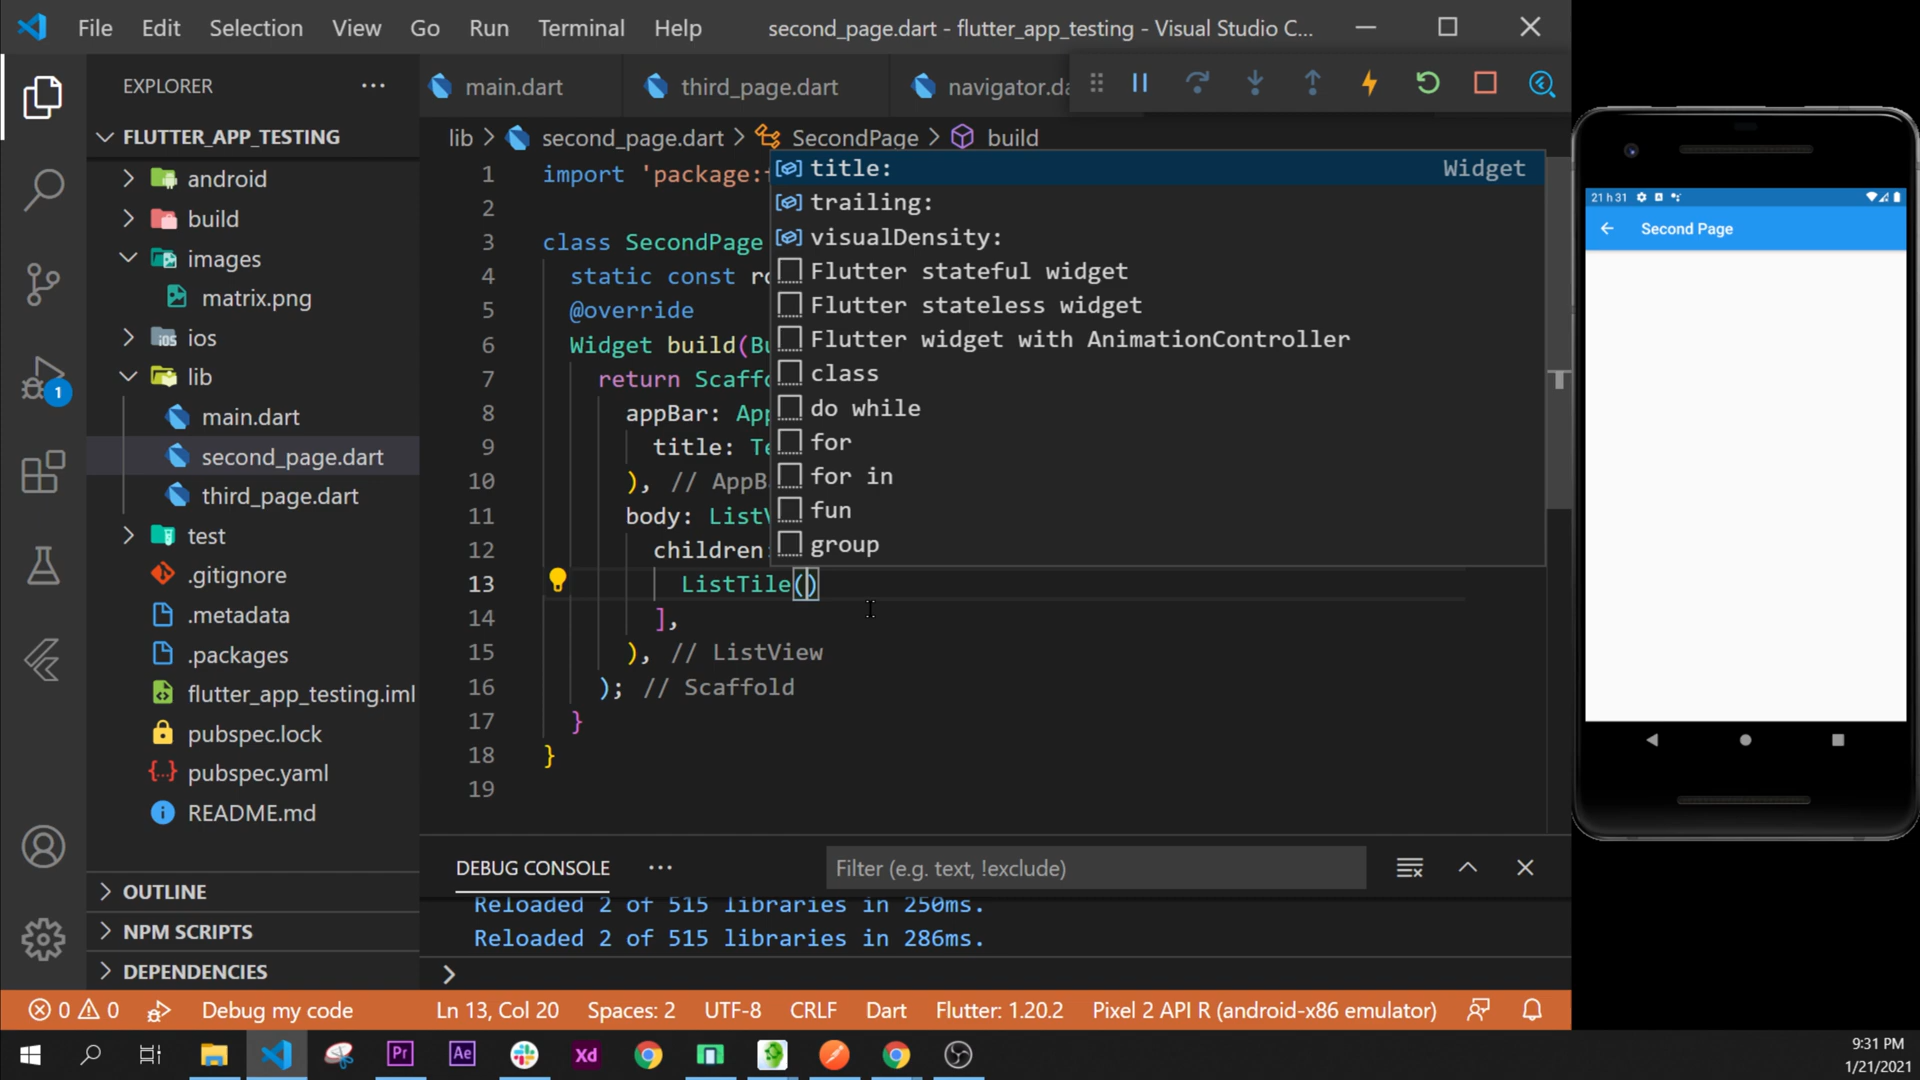 File Edit Selection View Go Run Terminal Help second_page.dart - flutter_app_testing - Visual Studio C...
EXPLORER
main.dart third_page.dart navigator.da
FLUTTER_APP_TESTING
lib > second_page.dart > SecondPage > build
android
build
images
matrix.png
ios
lib
main.dart
second_page.dart
third_page.dart
test
.gitignore
.metadata
.packages
flutter_app_testing.iml
pubspec.lock
pubspec.yaml
README.md
OUTLINE
NPM SCRIPTS
DEPENDENCIES
1
1 import 'package:f
2
3 class SecondPage
4 static const ro
5 @override
6 Widget build(Bu
7 return Scaffo
8 appBar: App
9 title: Te
10 ), // AppB
11 body: ListV
12 children:
13 ListTile()
14 ],
15 ), // ListView
16 ); // Scaffold
17 }
18 }
19
title: Widget
trailing:
visualDensity:
Flutter stateful widget
Flutter stateless widget
Flutter widget with AnimationController
class
do while
for
for in
fun
group
DEBUG CONSOLE Filter (e.g. text, !exclude)
Reloaded 2 of 515 libraries in 250ms.
Reloaded 2 of 515 libraries in 286ms.
0 0 Debug my code Ln 13, Col 20 Spaces: 2 UTF-8 CRLF Dart Flutter: 1.20.2 Pixel 2 API R (android-x86 emulator)
21 h 31
Second Page
Pr Ae Xd
9:31 PM
1/21/2021